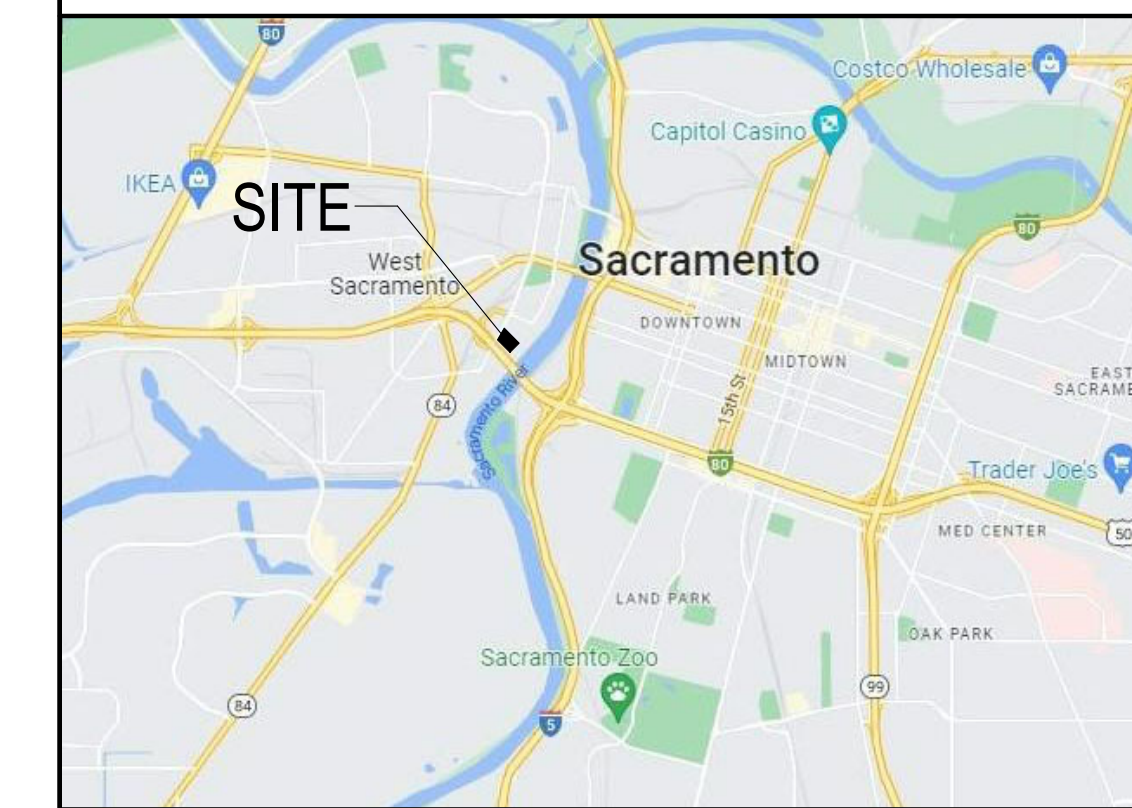 80
Costco Wholesale
Capitol Casino
IKEA
SITE
80
West
Sacramento
Sacramento
DOWNTOWN
MIDTOWN
EAST
SACRAME
15th St
Sacramento River
84
80
Trader Joe's
MED CENTER
50
LAND PARK
OAK PARK
Sacramento Zoo
99
84
5